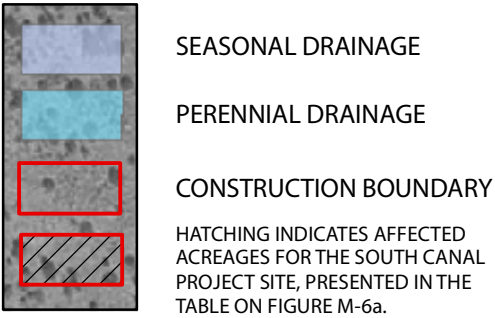 SEASONAL DRAINAGE
PERENNIAL DRAINAGE
CONSTRUCTION BOUNDARY
HATCHING INDICATES AFFECTED
ACREAGES FOR THE SOUTH CANAL
PROJECT SITE, PRESENTED IN THE
TABLE ON FIGURE M-6a.